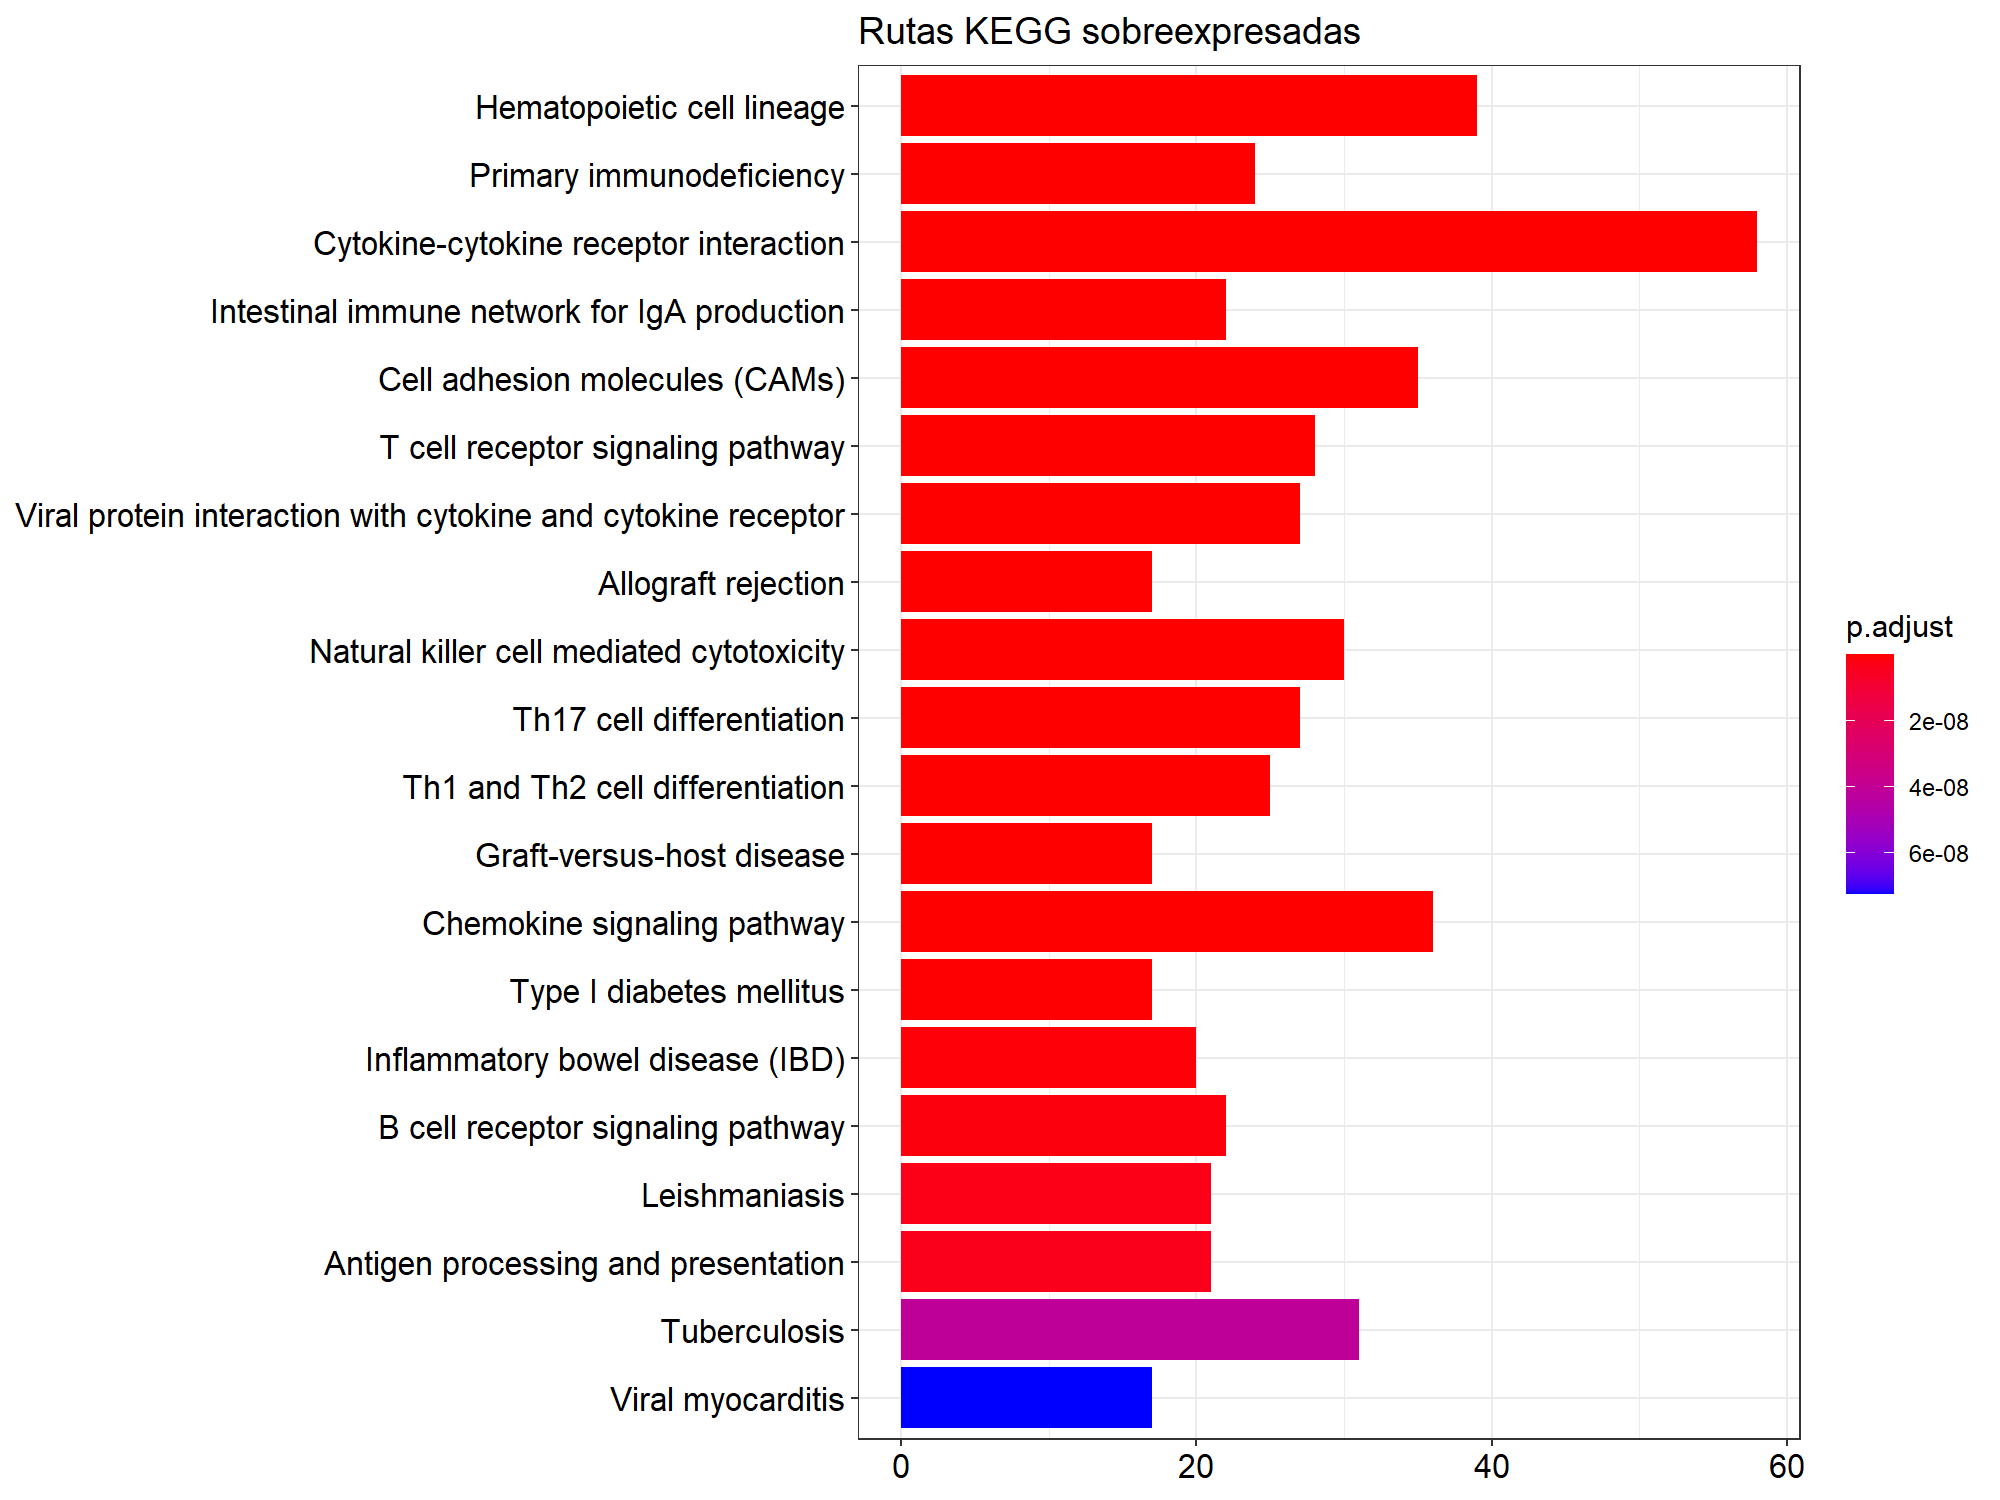 Rutas KEGG sobreexpresadas
Hematopoietic cell lineage
Primary immunodeficiency
Cytokine-cytokine receptor interaction
Intestinal immune network for IgA production
Cell adhesion molecules (CAMs)
T cell receptor signaling pathway
Viral protein interaction with cytokine and cytokine receptor
Allograft rejection
Natural killer cell mediated cytotoxicity
Th17 cell differentiation
Th1 and Th2 cell differentiation
Graft-versus-host disease
Chemokine signaling pathway
Type I diabetes mellitus
Inflammatory bowel disease (IBD)
B cell receptor signaling pathway
Leishmaniasis
Antigen processing and presentation
Tuberculosis
Viral myocarditis
0 20 40 60
p.adjust
2e-08
4e-08
6e-08